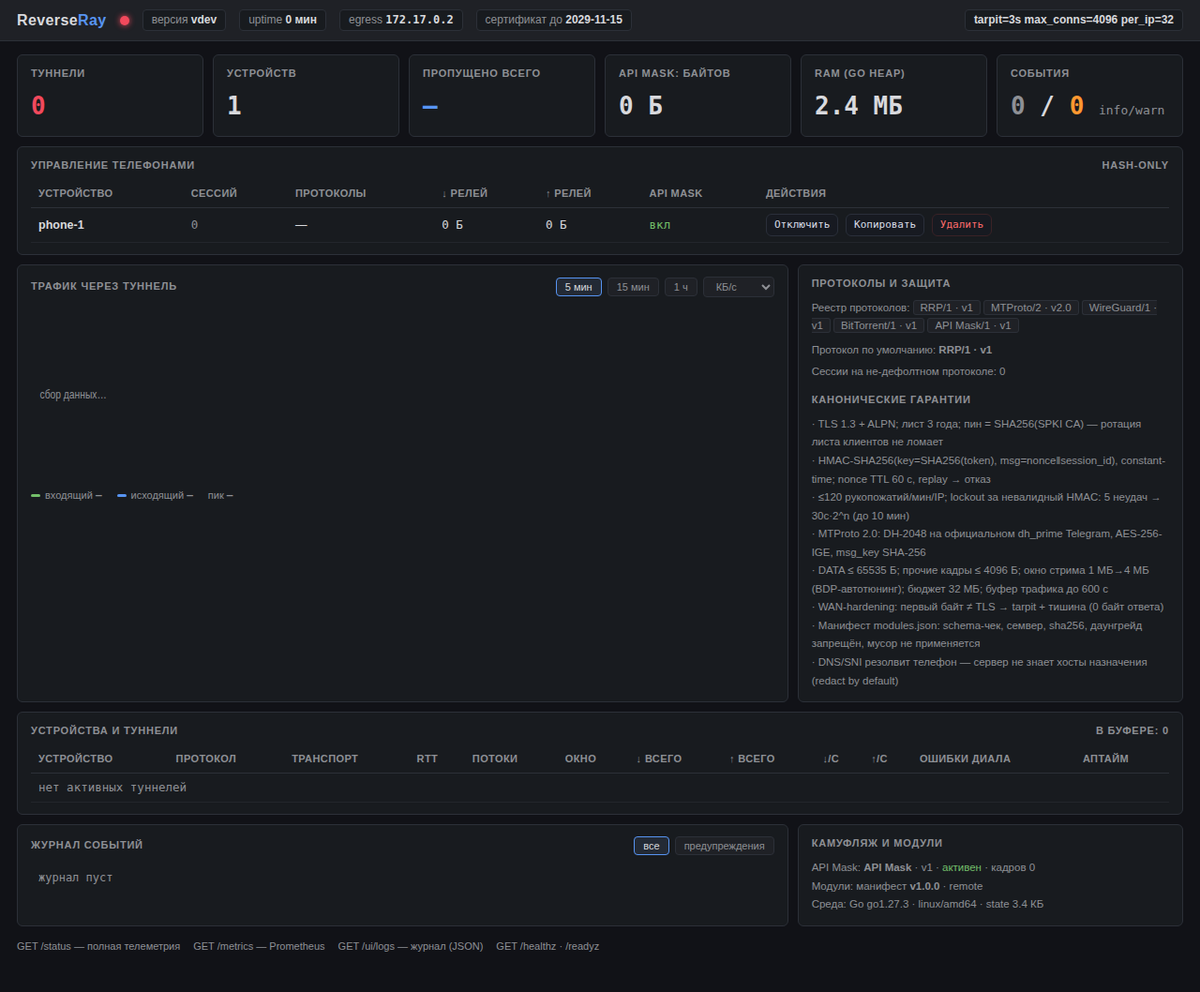 ReverseRay версия vdev uptime 0 мин egress 172.17.0.2 сертификат до 2029-11-15 tarpit=3s max_conns=4096 per_ip=32
ТУННЕЛИ УСТРОЙСТВ ПРОПУЩЕНО ВСЕГО API MASK: БАЙТОВ RAM (GO HEAP) СОБЫТИЯ
0 1 — 0 Б 2.4 МБ 0 / 0 info/warn
УПРАВЛЕНИЕ ТЕЛЕФОНАМИ HASH-ONLY
УСТРОЙСТВО СЕССИЙ ПРОТОКОЛЫ ↓ РЕЛЕЙ ↑ РЕЛЕЙ API MASK ДЕЙСТВИЯ
phone-1 0 — 0 Б 0 Б вкл Отключить Копировать Удалить
ТРАФИК ЧЕРЕЗ ТУННЕЛЬ 5 мин 15 мин 1 ч КБ/с
сбор данных…
входящий – исходящий – пик –
ПРОТОКОЛЫ И ЗАЩИТА
Реестр протоколов: RRP/1 · v1 MTProto/2 · v2.0 WireGuard/1 ·
v1 BitTorrent/1 · v1 API Mask/1 · v1
Протокол по умолчанию: RRP/1 · v1
Сессии на не-дефолтном протоколе: 0
КАНОНИЧЕСКИЕ ГАРАНТИИ
· TLS 1.3 + ALPN; лист 3 года; пин = SHA256(SPKI CA) — ротация
листа клиентов не ломает
· HMAC-SHA256(key=SHA256(token), msg=nonce‖session_id), constant-
time; nonce TTL 60 с, replay → отказ
· ≤120 рукопожатий/мин/IP; lockout за невалидный HMAC: 5 неудач →
30с·2^n (до 10 мин)
· MTProto 2.0: DH-2048 на официальном dh_prime Telegram, AES-256-
IGE, msg_key SHA-256
· DATA ≤ 65535 Б; прочие кадры ≤ 4096 Б; окно стрима 1 МБ→4 МБ
(BDP-автотюнинг); бюджет 32 МБ; буфер трафика до 600 с
· WAN-hardening: первый байт ≠ TLS → tarpit + тишина (0 байт ответа)
· Манифест modules.json: schema-чек, семвер, sha256, даунгрейд
запрещён, мусор не применяется
· DNS/SNI резолвит телефон — сервер не знает хосты назначения
(redact by default)
УСТРОЙСТВА И ТУННЕЛИ В БУФЕРЕ: 0
УСТРОЙСТВО ПРОТОКОЛ ТРАНСПОРТ RTT ПОТОКИ ОКНО ↓ ВСЕГО ↑ ВСЕГО ↓/С ↑/С ОШИБКИ ДИАЛА АПТАЙМ
нет активных туннелей
ЖУРНАЛ СОБЫТИЙ все предупреждения
журнал пуст
КАМУФЛЯЖ И МОДУЛИ
API Mask: API Mask · v1 · активен · кадров 0
Модули: манифест v1.0.0 · remote
Среда: Go go1.27.3 · linux/amd64 · state 3.4 КБ
GET /status — полная телеметрия GET /metrics — Prometheus GET /ui/logs — журнал (JSON) GET /healthz · /readyz